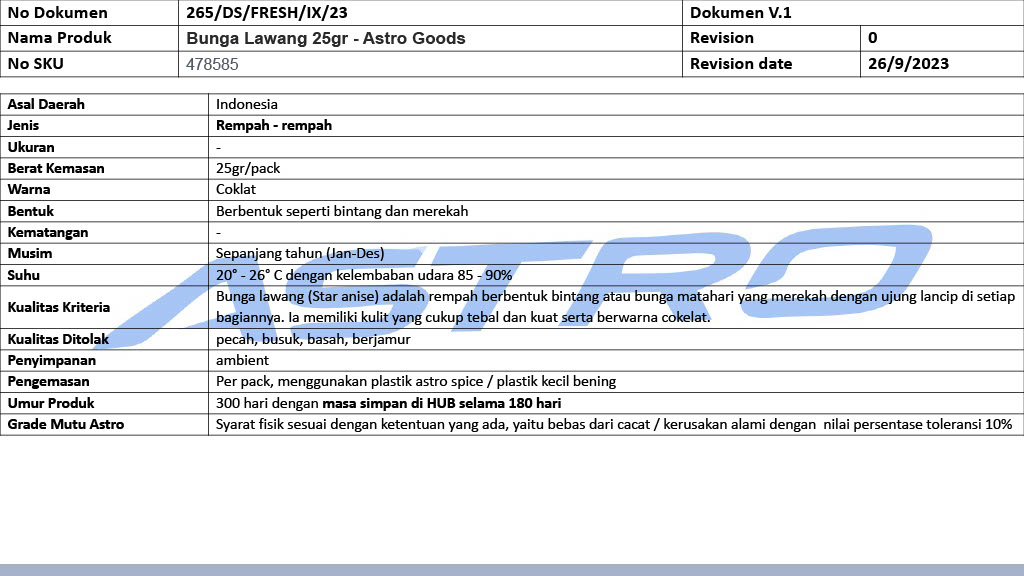 No Dokumen 265/DS/FRESH/IX/23 Dokumen V.1
Nama Produk Bunga Lawang 25gr - Astro Goods Revision 0
No SKU 478585 Revision date 26/9/2023
Asal Daerah Indonesia
Jenis Rempah - rempah
Ukuran -
Berat Kemasan 25gr/pack
Warna Coklat
Bentuk Berbentuk seperti bintang dan merekah
Kematangan -
Musim Sepanjang tahun (Jan-Des)
Suhu 20° - 26° C dengan kelembaban udara 85 - 90%
Kualitas Kriteria Bunga lawang (Star anise) adalah rempah berbentuk bintang atau bunga matahari yang merekah dengan ujung lancip di setiap
bagiannya. Ia memiliki kulit yang cukup tebal dan kuat serta berwarna cokelat.
Kualitas Ditolak pecah, busuk, basah, berjamur
Penyimpanan ambient
Pengemasan Per pack, menggunakan plastik astro spice / plastik kecil bening
Umur Produk 300 hari dengan masa simpan di HUB selama 180 hari
Grade Mutu Astro Syarat fisik sesuai dengan ketentuan yang ada, yaitu bebas dari cacat / kerusakan alami dengan  nilai persentase toleransi 10%
ASTRO